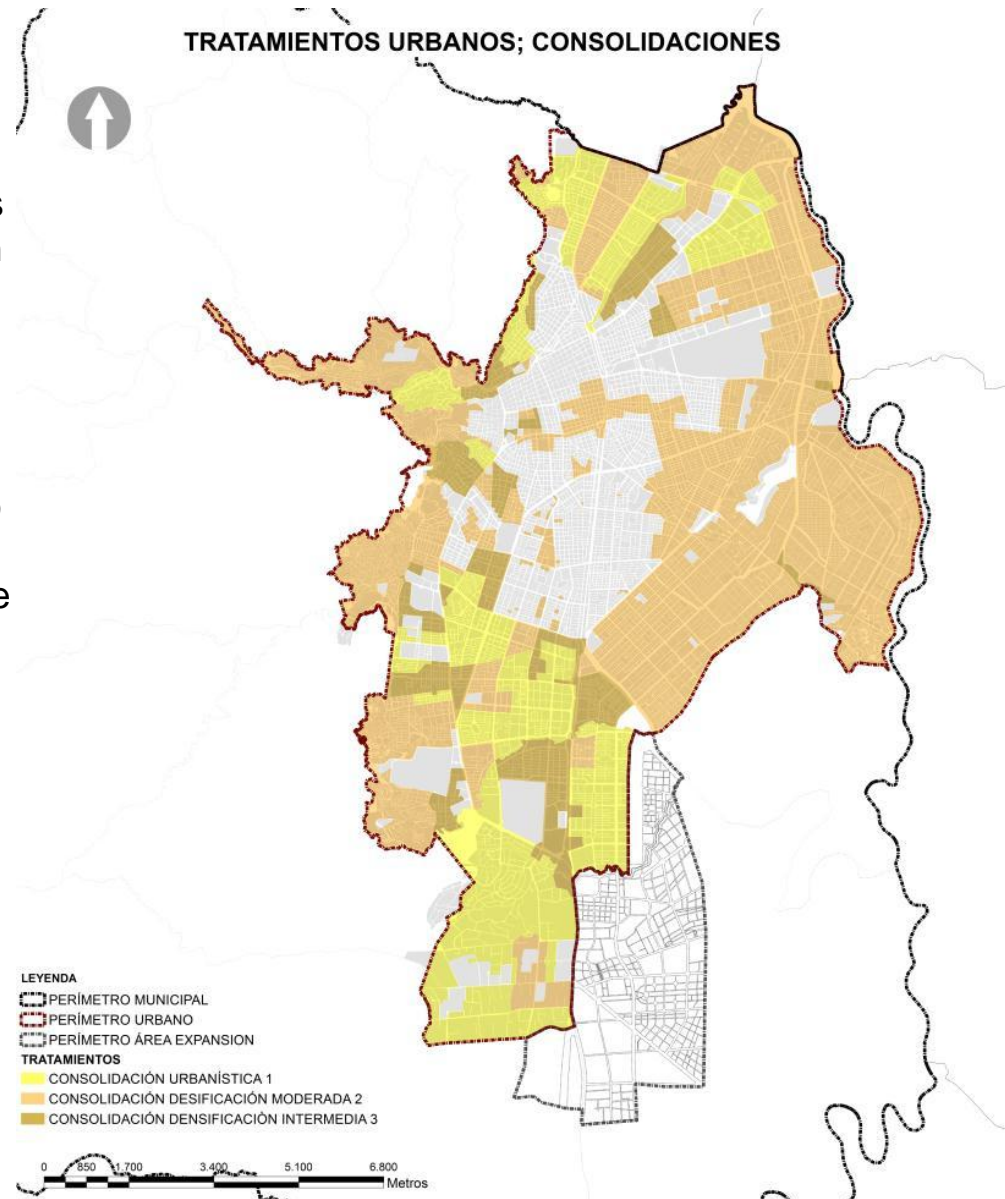 TRATAMIENTOS URBANOS; CONSOLIDACIONES
s
e
LEYENDA
PERÍMETRO MUNICIPAL
PERÍMETRO URBANO
PERÍMETRO ÁREA EXPANSION
TRATAMIENTOS
CONSOLIDACIÓN URBANÍSTICA 1
CONSOLIDACIÓN DESIFICACIÓN MODERADA 2
CONSOLIDACIÓN DENSIFICACIÒN INTERMEDIA 3
0 850 1.700 3.400 5.100 6.800
Metros